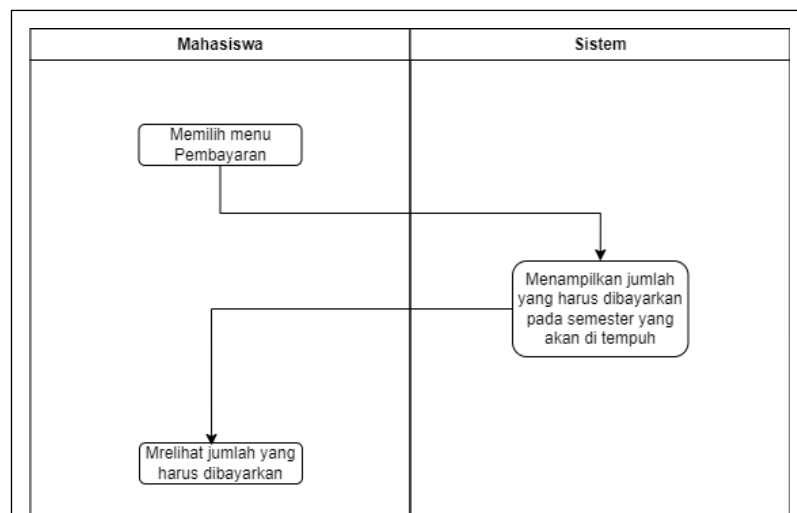 Mahasiswa
Sistem
Memilih menu
Pembayaran
Menampilkan jumlah
yang harus dibayarkan
pada semester yang
akan di tempuh
Mrelihat jumlah yang
harus dibayarkan